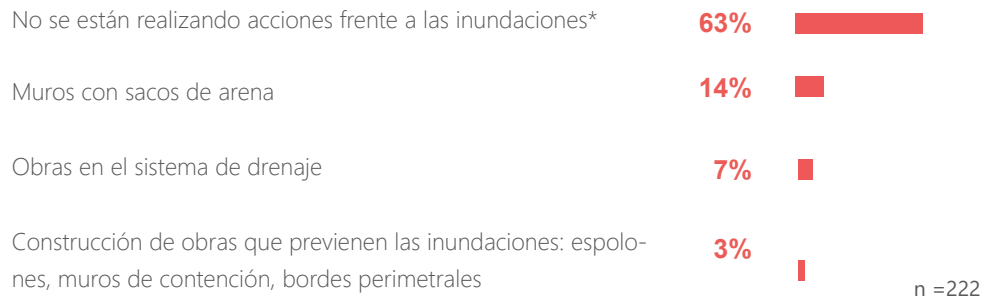 No se están realizando acciones frente a las inundaciones* 63%
Muros con sacos de arena 14%
Obras en el sistema de drenaje 7%
Construcción de obras que previenen las inundaciones: espolo- 3%
nes, muros de contención, bordes perimetrales
n =222